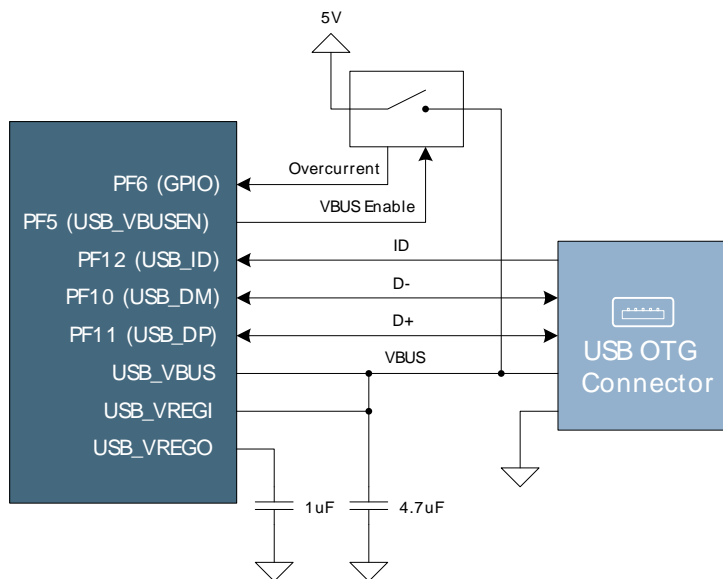 5V
Overcurrent
PF6 (GPIO)
VBUS Enable
PF5 (USB_VBUSEN)
ID
PF12 (USB_ID)
D-
PF10 (USB_DM)
D+
PF11 (USB_DP)
VBUS
USB_VBUS
USB_VREGI
USB_VREGO
USB OTG
Connector
1uF
4.7uF